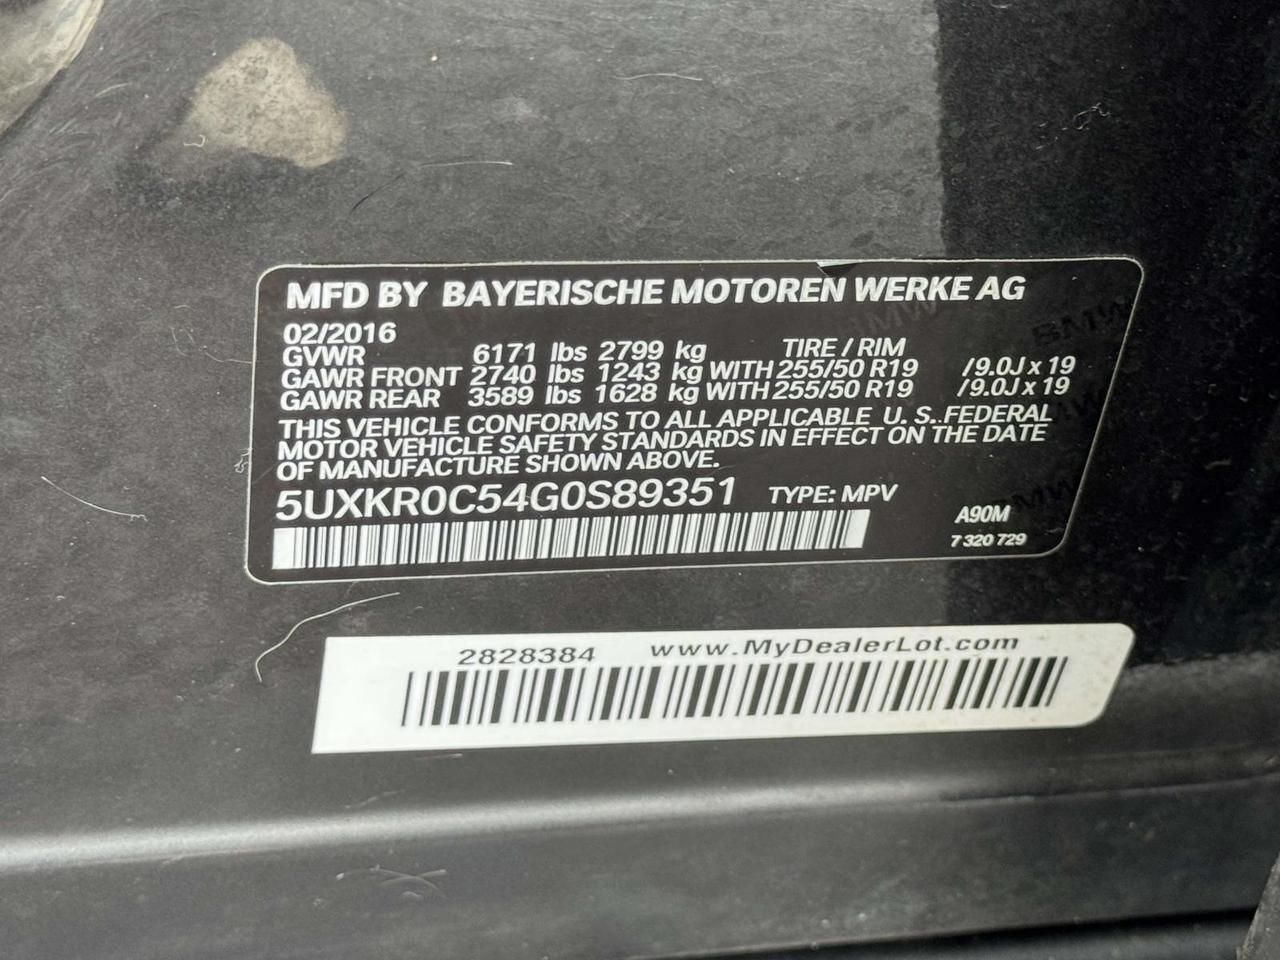 MFD BY BAYERISCHE MOTOREN WERKE AG
02/2016 TIRE / RIM
GVWR 6171 lbs 2799 kg
GAWR FRONT 2740 lbs 1243 kg WITH 255/50 R19 /9.0J x 19
GAWR REAR 3589 lbs 1628 kg WITH 255/50 R19 /9.0J x 19
THIS VEHICLE CONFORMS TO ALL APPLICABLE U. S..FEDERAL
MOTOR VEHICLE SAFETY STANDARDS IN EFFECT ON THE DATE
OF MANUFACTURE SHOWN ABOVE.
5UXKR0C54G0S89351 TYPE: MPV
A90M
7 320 729
2828384 www.MyDealerLot.com